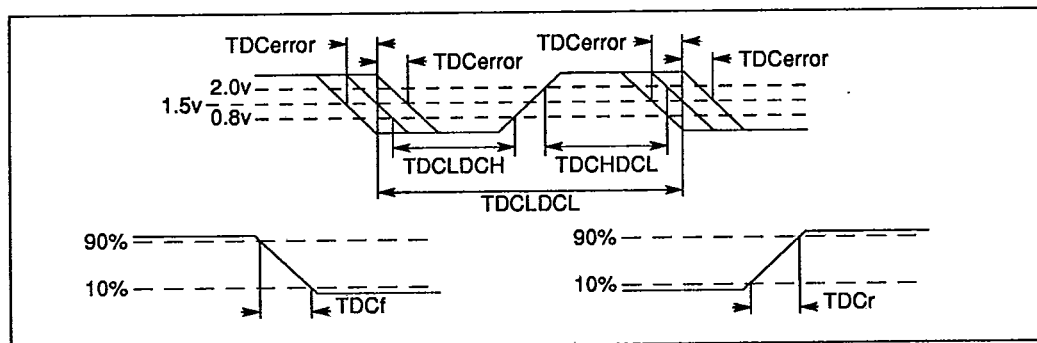 TDCerror
TDCerror
TDCerror
TDCerror
2.0v
1.5v
0.8v
TDCLDCH
TDCHDCL
TDCLDCL
90%
10%
TDCf
90%
10%
TDCr